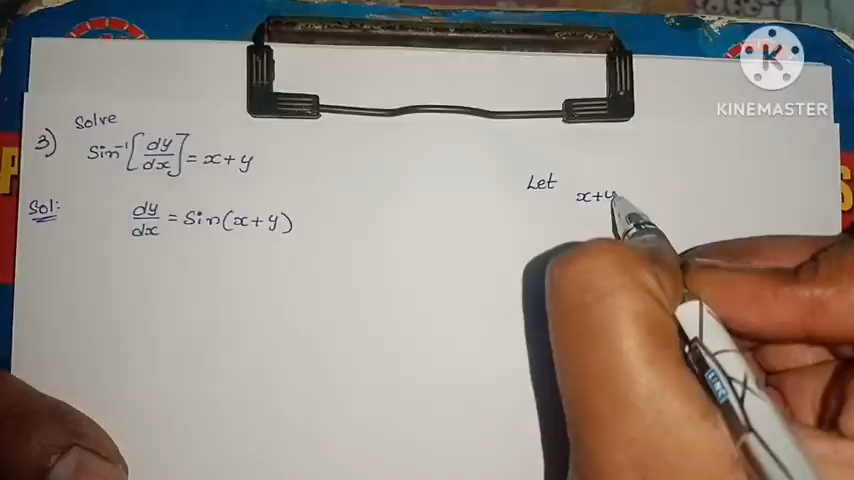 KINEMASTER
Solve
3) Sin⁻¹[dy/dx] = x+y
Sol:
dy/dx = Sin(x+y)
Let
x+y